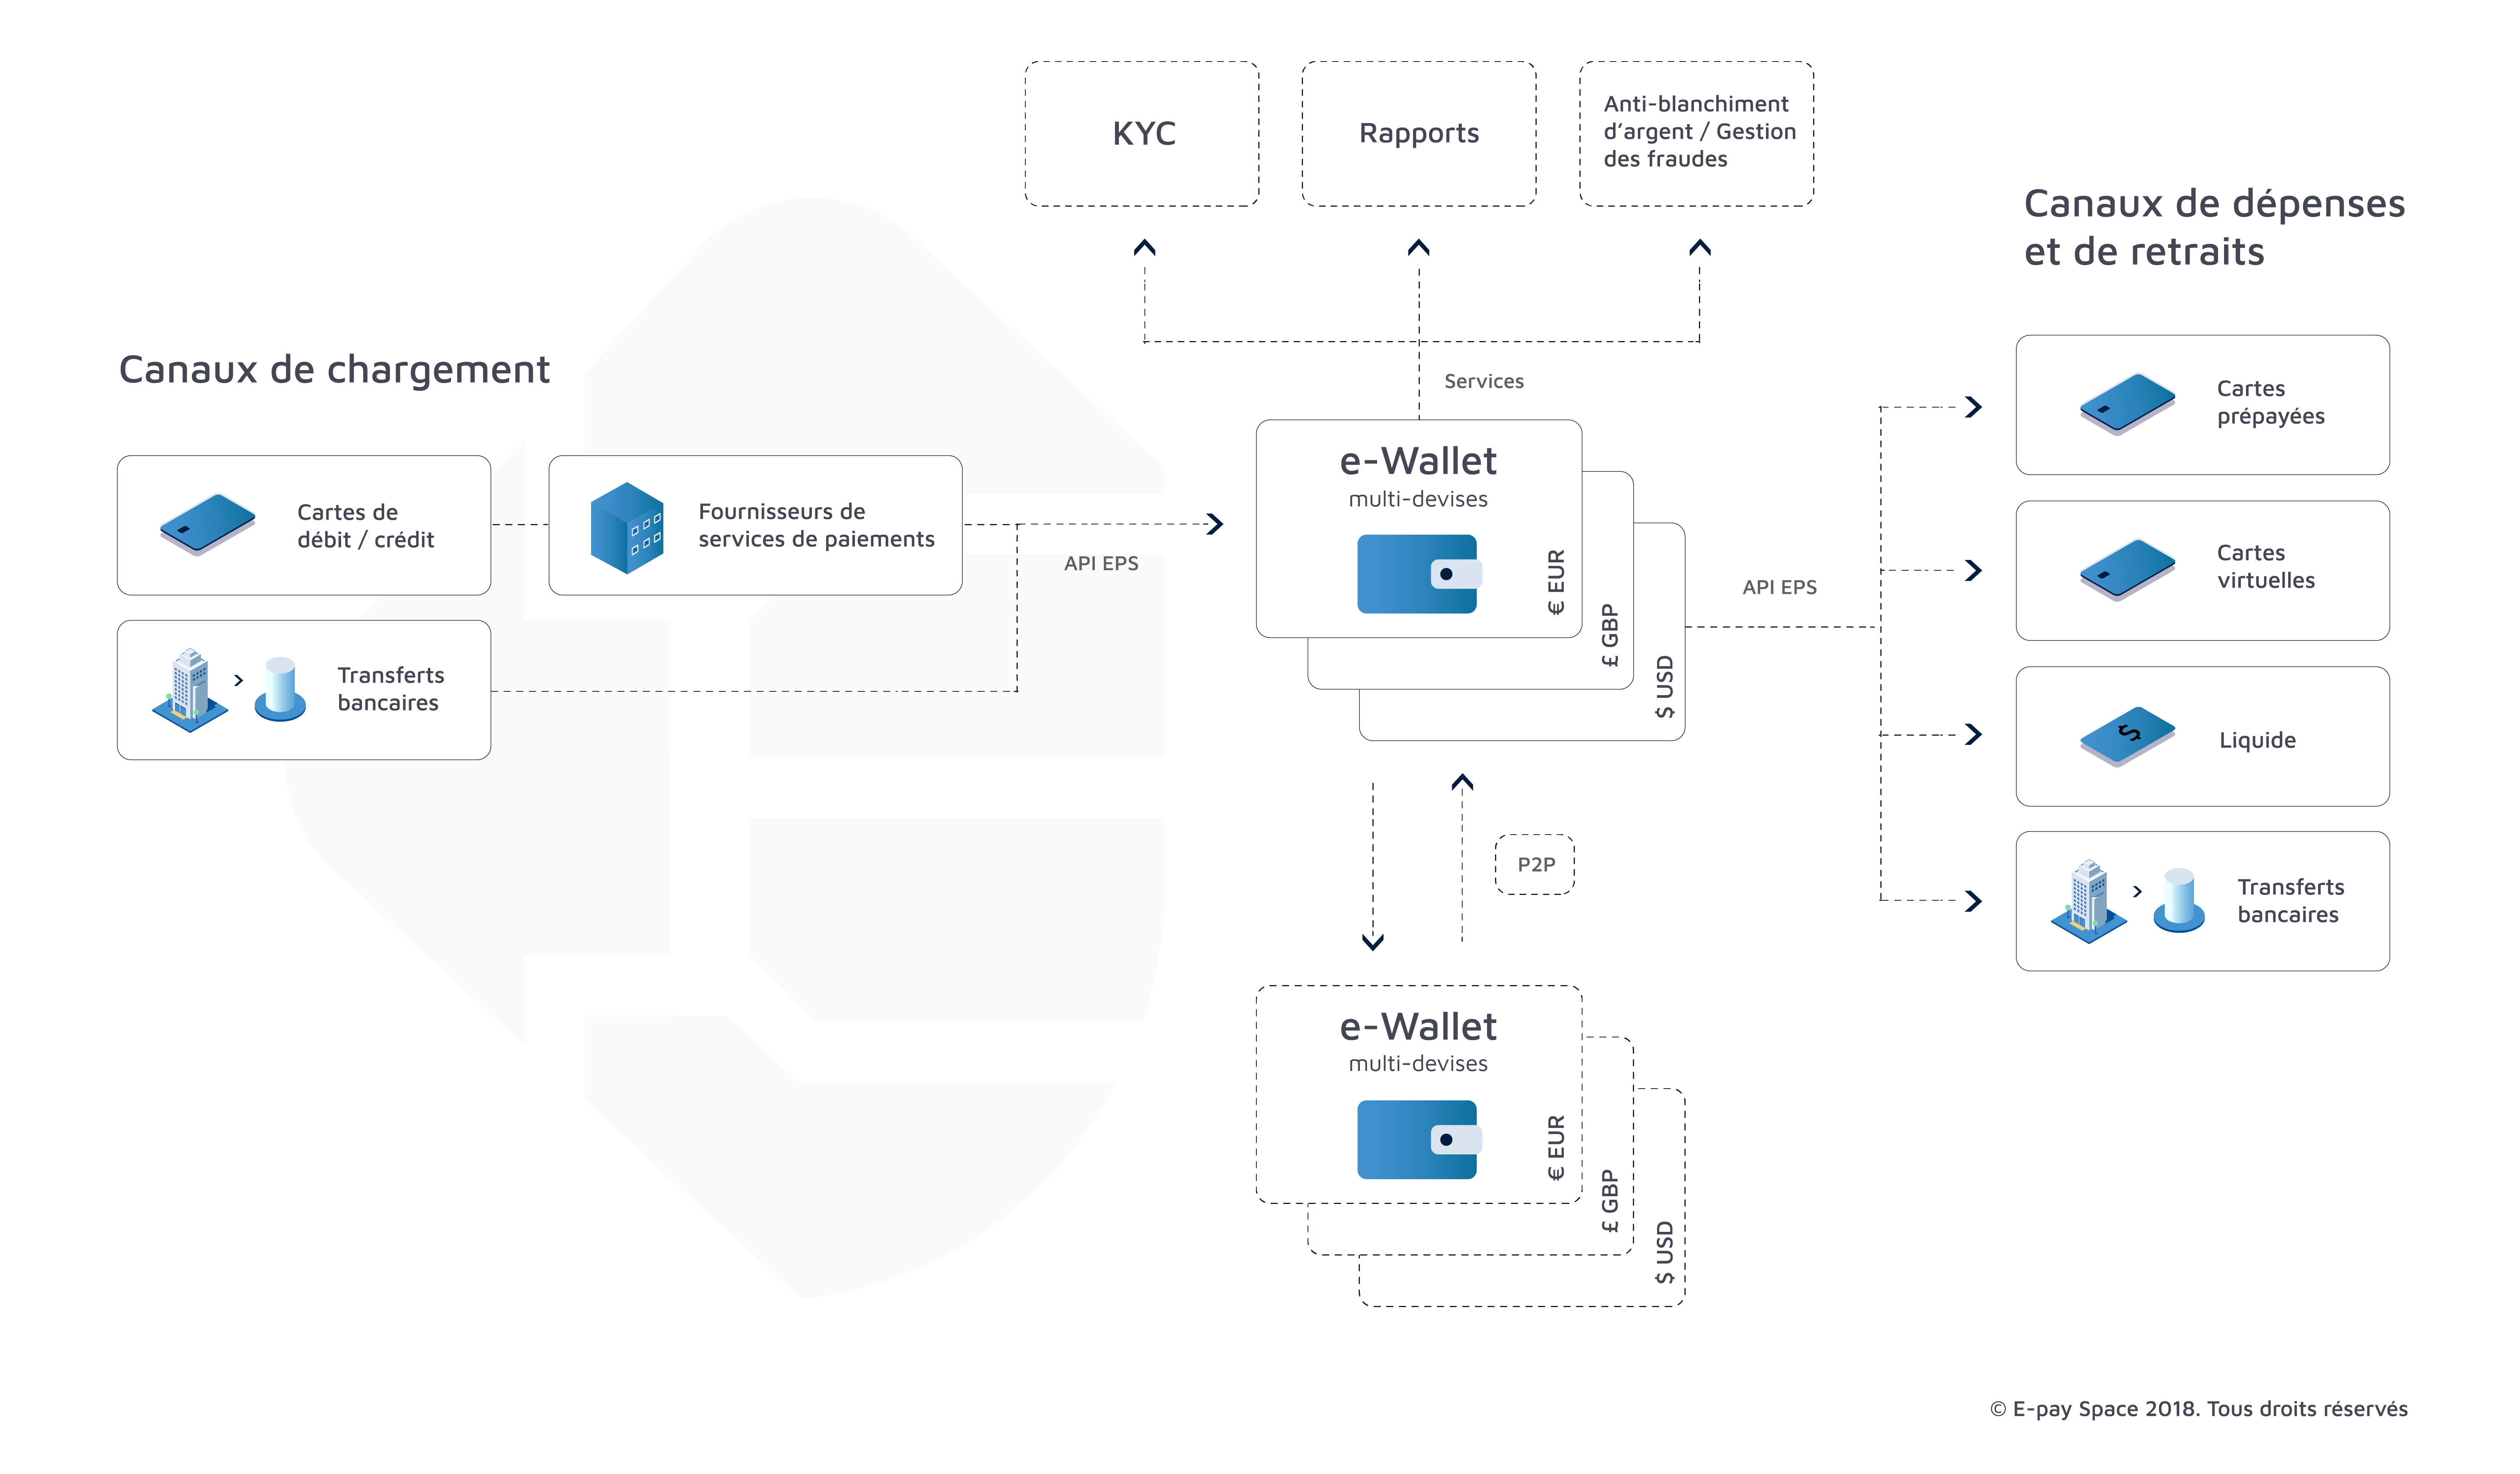 KYC
Rapports
Anti-blanchiment
d’argent / Gestion
des fraudes
Canaux de dépenses
et de retraits
Canaux de chargement
Services
Cartes de
débit / crédit
Fournisseurs de
services de paiements
API EPS
Transferts
bancaires
e-Wallet
multi-devises
€ EUR
£ GBP
$ USD
API EPS
Cartes
prépayées
Cartes
virtuelles
$
Liquide
Transferts
bancaires
P2P
e-Wallet
multi-devises
€ EUR
£ GBP
$ USD
© E-pay Space 2018. Tous droits réservés